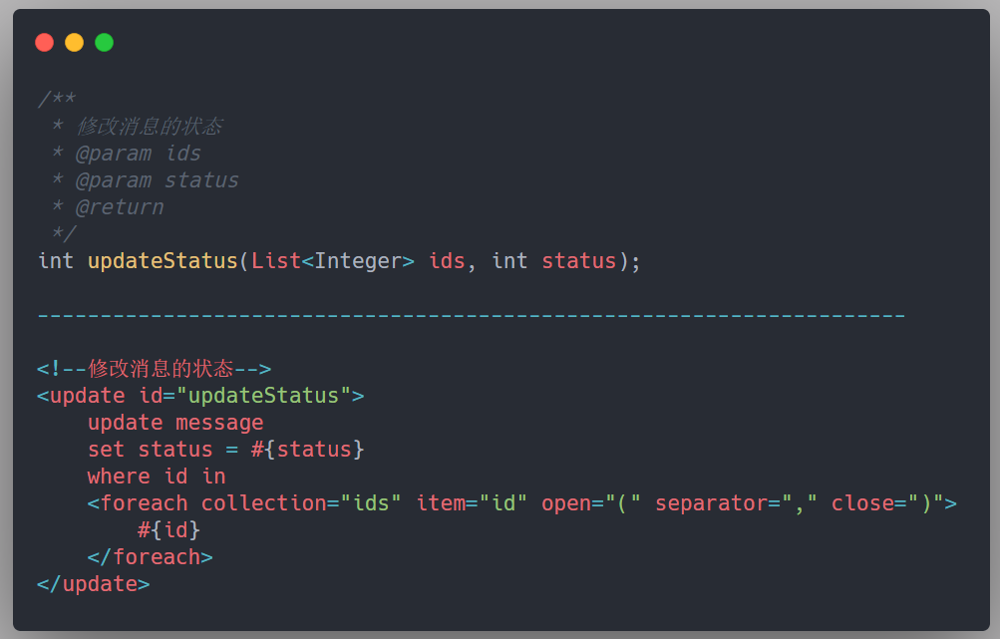 /**
 * 修改消息的状态
 * @param ids
 * @param status
 * @return
 */
int updateStatus(List<Integer> ids, int status);
---------------------------------------------------------------------
<!--修改消息的状态-->
<update id="updateStatus">
    update message
    set status = #{status}
    where id in
    <foreach collection="ids" item="id" open="(" separator="," close=")">
        #{id}
    </foreach>
</update>